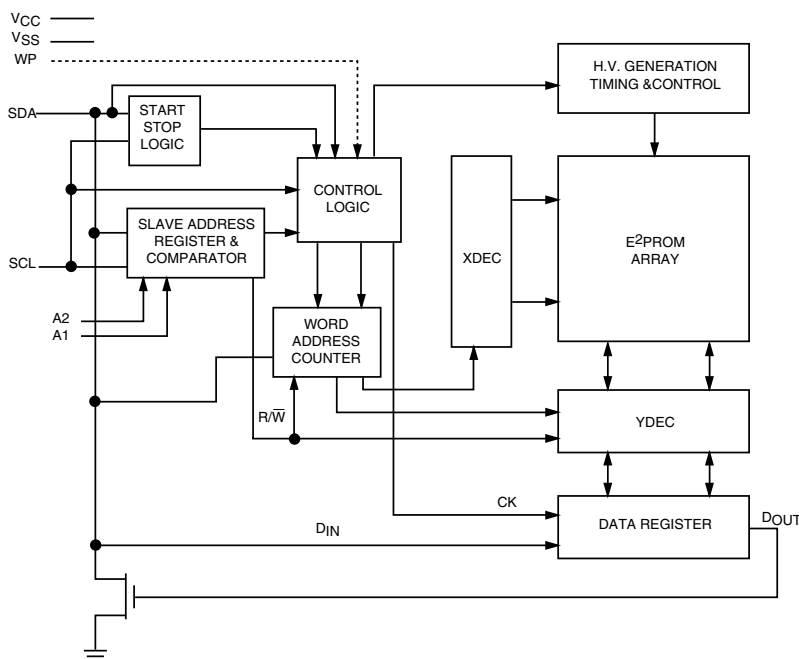 VCC
VSS
WP
SDA
START
STOP
LOGIC
H.V. GENERATION
TIMING &CONTROL
CONTROL
LOGIC
SLAVE ADDRESS
REGISTER &
COMPARATOR
SCL
XDEC
E²PROM
ARRAY
A2
A1
WORD
ADDRESS
COUNTER
R/W̅
YDEC
CK
DIN
DATA REGISTER
DOUT